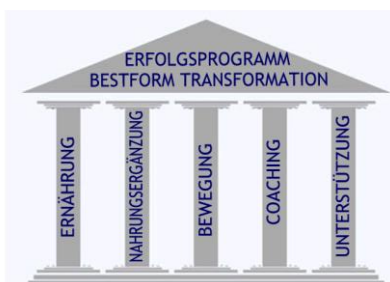 ERFOLGSPROGRAMM
BESTFORM TRANSFORMATION
ERNÄHRUNG
NAHRUNGSERGÄNZUNG
BEWEGUNG
COACHING
UNTERSTÜTZUNG